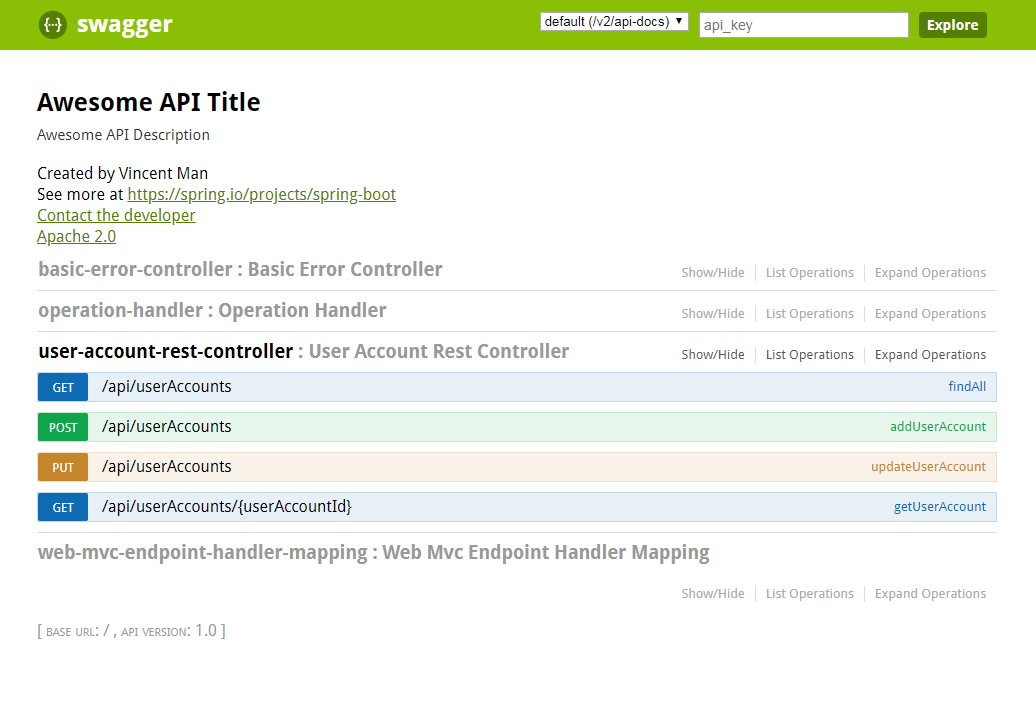 {··} swagger default (/v2/api-docs) api_key Explore
Awesome API Title
Awesome API Description
Created by Vincent Man
See more at https://spring.io/projects/spring-boot
Contact the developer
Apache 2.0
basic-error-controller : Basic Error Controller Show/Hide List Operations Expand Operations
operation-handler : Operation Handler Show/Hide List Operations Expand Operations
user-account-rest-controller : User Account Rest Controller Show/Hide List Operations Expand Operations
GET /api/userAccounts findAll
POST /api/userAccounts addUserAccount
PUT /api/userAccounts updateUserAccount
GET /api/userAccounts/{userAccountId} getUserAccount
web-mvc-endpoint-handler-mapping : Web Mvc Endpoint Handler Mapping
Show/Hide List Operations Expand Operations
[ BASE URL: / , API VERSION: 1.0 ]